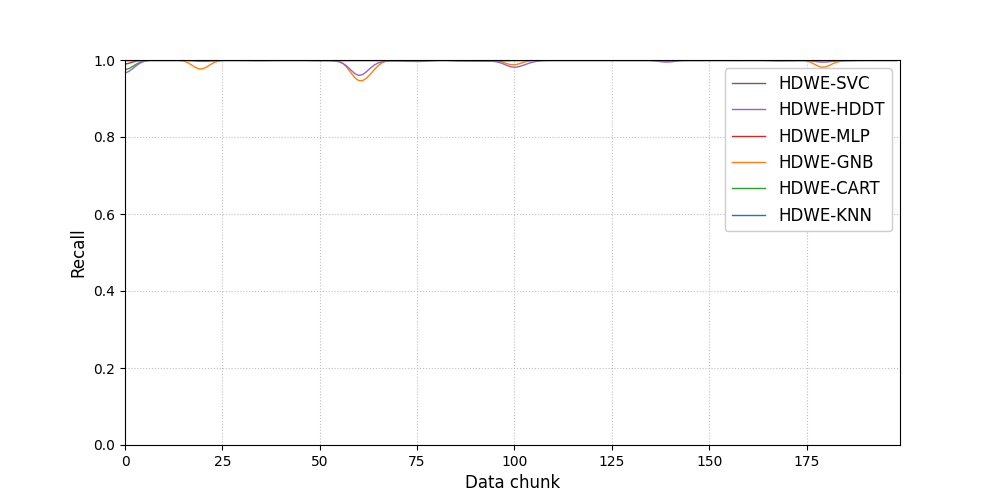 1.0
0.8
0.6
0.4
0.2
0.0
Recall
0
25
50
75
100
125
150
175
Data chunk
HDWE-SVC
HDWE-HDDT
HDWE-MLP
HDWE-GNB
HDWE-CART
HDWE-KNN